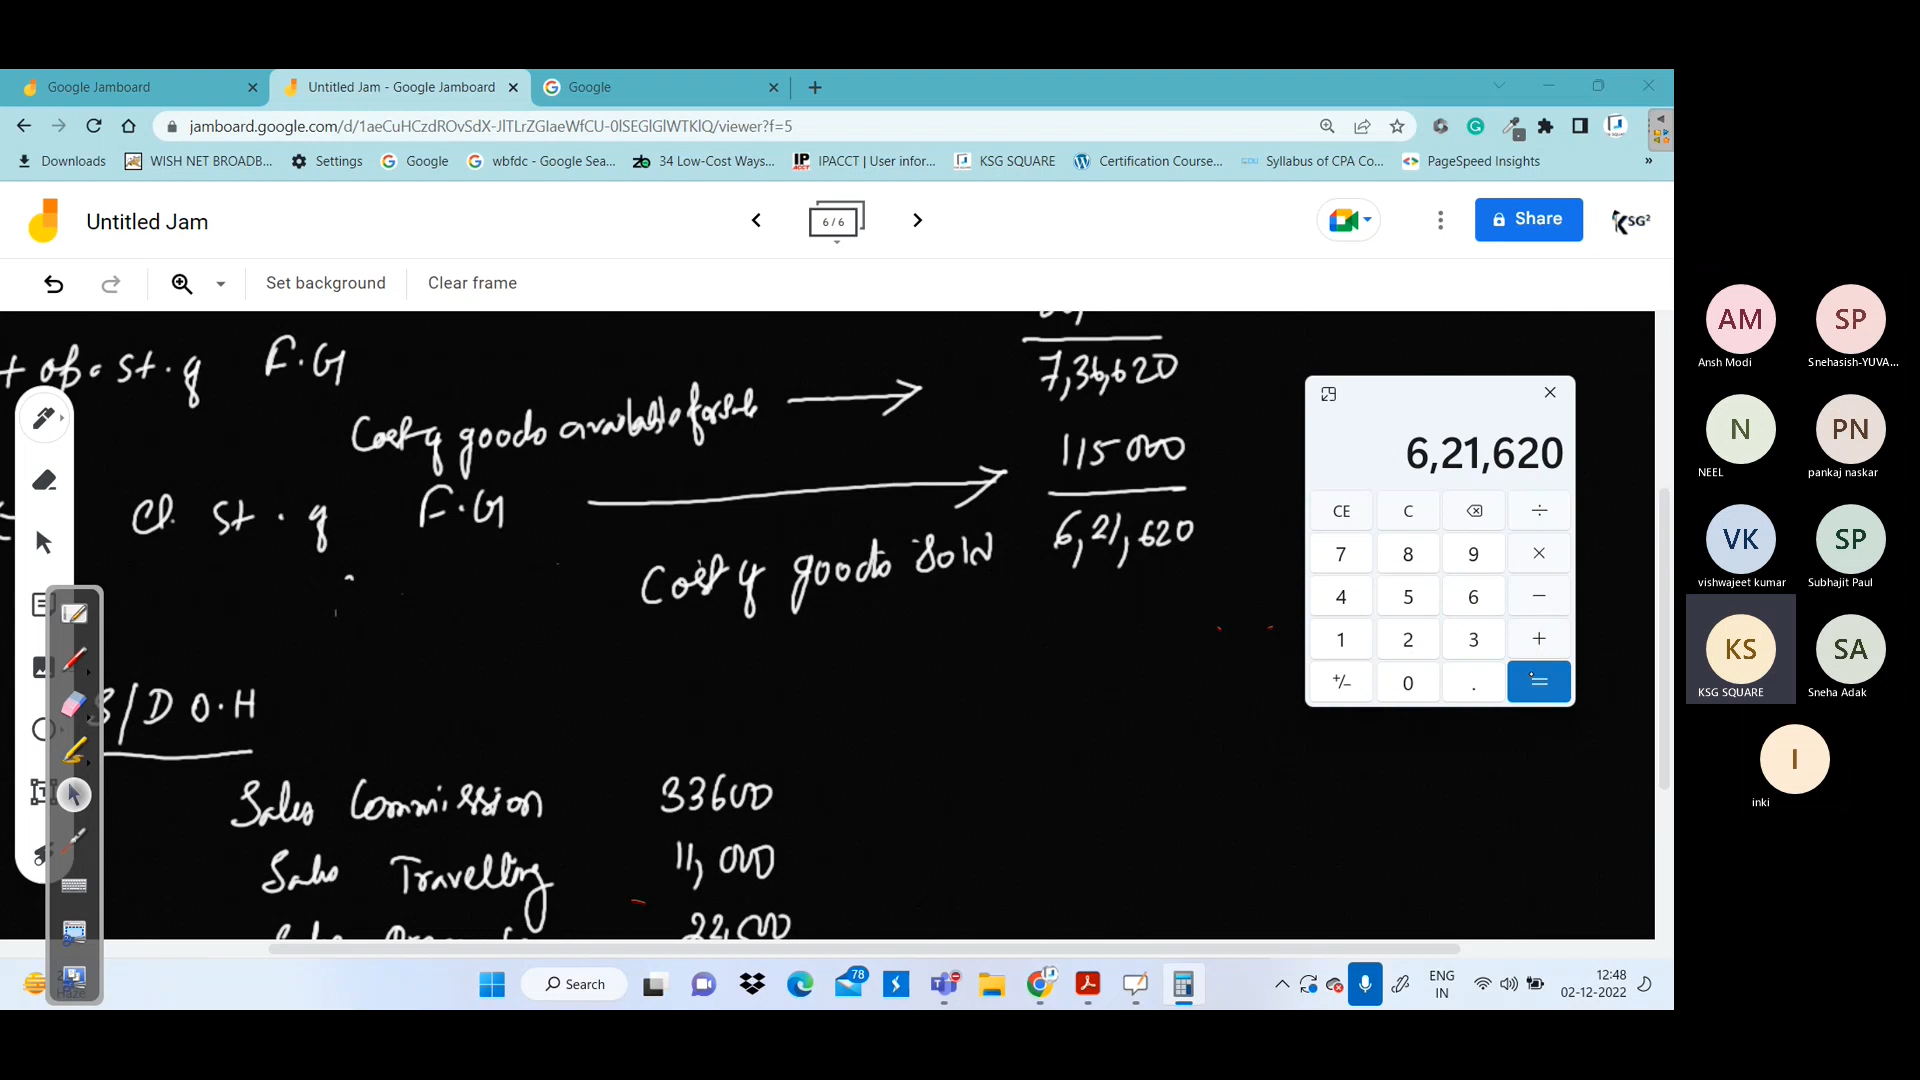 Google Jamboard
Untitled Jam - Google Jamboard
Google
jamboard.google.com/d/1aeCuHCzdROvSdX-JlTLrZGIaeWfCU-0lSEGlGlWTKlQ/viewer?f=5
Downloads
WISH NET BROADB...
Settings
Google
wbfdc - Google Sea...
34 Low-Cost Ways...
IPACCT | User infor...
KSG SQUARE
Certification Course...
Syllabus of CPA Co...
PageSpeed Insights
»
Untitled Jam
6 / 6
Share
KSG²
Set background
Clear frame
t of op. st. of F.G
7,36,620
Cost of goods available for sale
115000
Cl. st. of F.G
6,21,620
Cost of goods sold
S/D O.H
Sales Commission 33600
Sales Travelling 11,000
22,500
6,21,620
CE C ÷
7 8 9 ×
4 5 6 −
1 2 3 +
+/− 0 . =
AM
Ansh Modi
SP
Snehasish-YUVA...
N
NEEL
PN
pankaj naskar
VK
vishwajeet kumar
SP
Subhajit Paul
KS
KSG SQUARE
SA
Sneha Adak
I
inki
Haze
Search
78
ENG
IN
12:48
02-12-2022